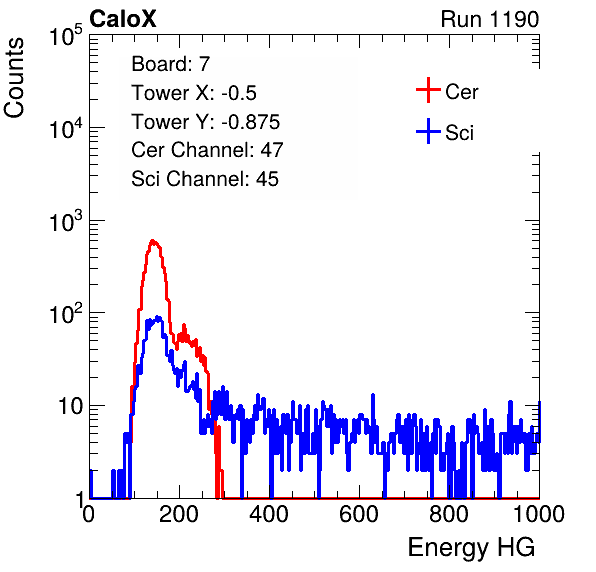 CaloX Run 1190
Counts
10^5
10^4
10^3
10^2
10
1
Board: 7
Tower X: -0.5
Tower Y: -0.875
Cer Channel: 47
Sci Channel: 45
Cer
Sci
0 200 400 600 800 1000
Energy HG